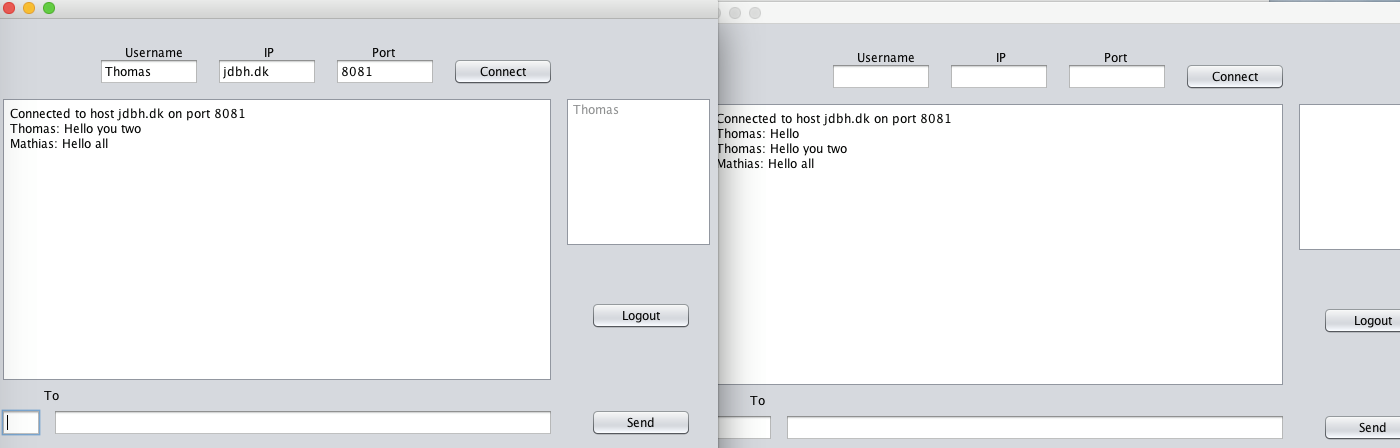 Username IP Port
Thomas jdbh.dk 8081 Connect
Connected to host jdbh.dk on port 8081
Thomas: Hello you two
Mathias: Hello all
Thomas
Logout
To
Send
Username IP Port
Connect
Connected to host jdbh.dk on port 8081
Thomas: Hello
Thomas: Hello you two
Mathias: Hello all
Logout
To
Send